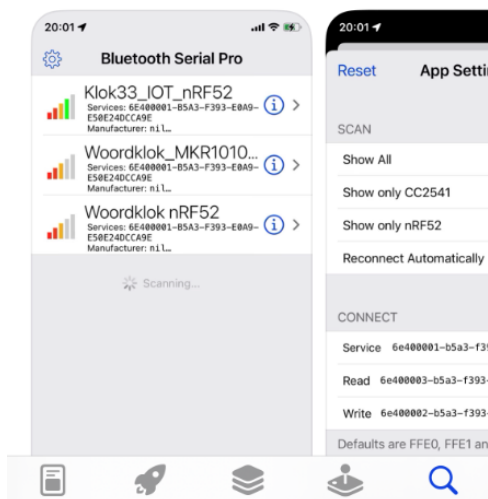 20:01
Bluetooth Serial Pro
Klok33_IOT_nRF52
Services: 6E400001-B5A3-F393-E0A9-
E50E24DCCA9E
Manufacturer: nil…
Woordklok_MKR1010...
Services: 6E400001-B5A3-F393-E0A9-
E50E24DCCA9E
Manufacturer: nil…
Woordklok nRF52
Services: 6E400001-B5A3-F393-E0A9-
E50E24DCCA9E
Manufacturer: nil…
Scanning...
20:01
Reset
App Setti
SCAN
Show All
Show only CC2541
Show only nRF52
Reconnect Automatically
CONNECT
Service 6e400001-b5a3-f39
Read 6e400003-b5a3-f393-
Write 6e400002-b5a3-f393-
Defaults are FFE0, FFE1 an